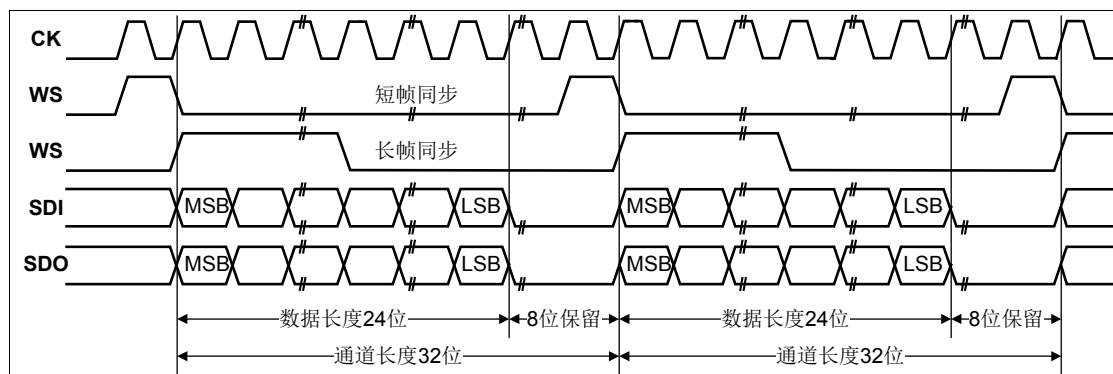 CK
WS 短帧同步
WS 长帧同步
SDI MSB LSB MSB LSB
SDO MSB LSB MSB LSB
数据长度24位 8位保留 数据长度24位 8位保留
通道长度32位 通道长度32位